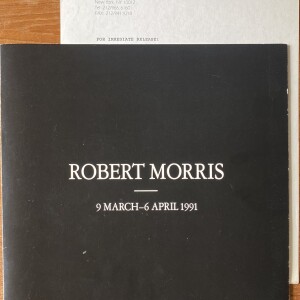 FOR IMMEDIATE RELEASE:
ROBERT MORRIS
9 MARCH–6 APRIL 1991